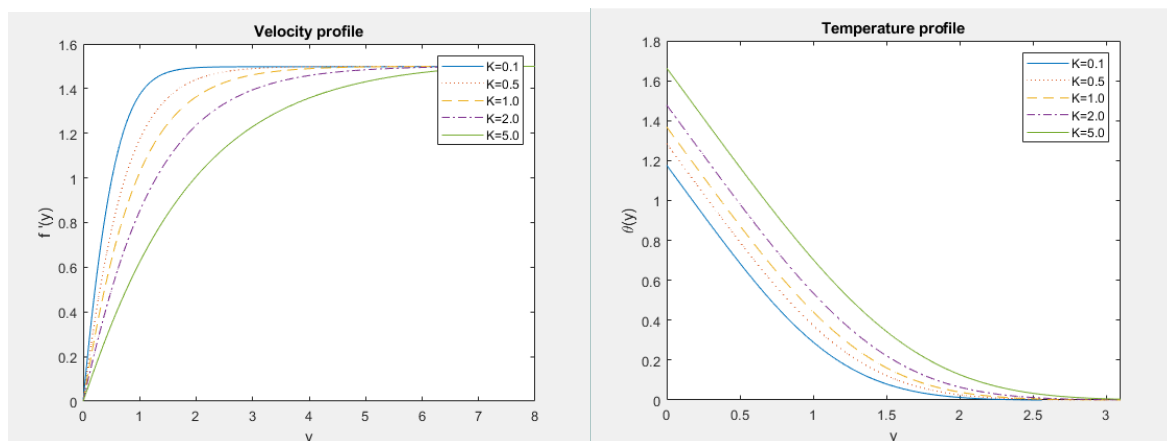 Velocity profile
1.6
1.4
1.2
1
0.8
0.6
0.4
0.2
0
f '(y)
0 1 2 3 4 5 6 7 8
y
K=0.1
K=0.5
K=1.0
K=2.0
K=5.0
Temperature profile
1.8
1.6
1.4
1.2
1
0.8
0.6
0.4
0.2
0
θ(y)
0 0.5 1 1.5 2 2.5 3
y
K=0.1
K=0.5
K=1.0
K=2.0
K=5.0